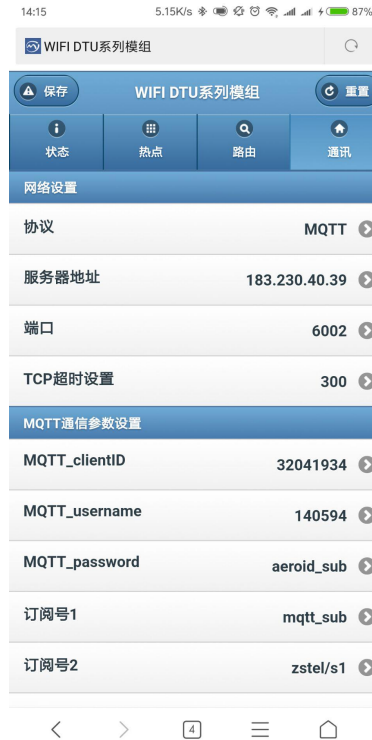 14:15
5.15K/s
87%
WIFI DTU系列模组
保存
WIFI DTU系列模组
重置
状态
热点
路由
通讯
网络设置
协议
MQTT
服务器地址
183.230.40.39
端口
6002
TCP超时设置
300
MQTT通信参数设置
MQTT_clientID
32041934
MQTT_username
140594
MQTT_password
aeroid_sub
订阅号1
mqtt_sub
订阅号2
zstel/s1
4